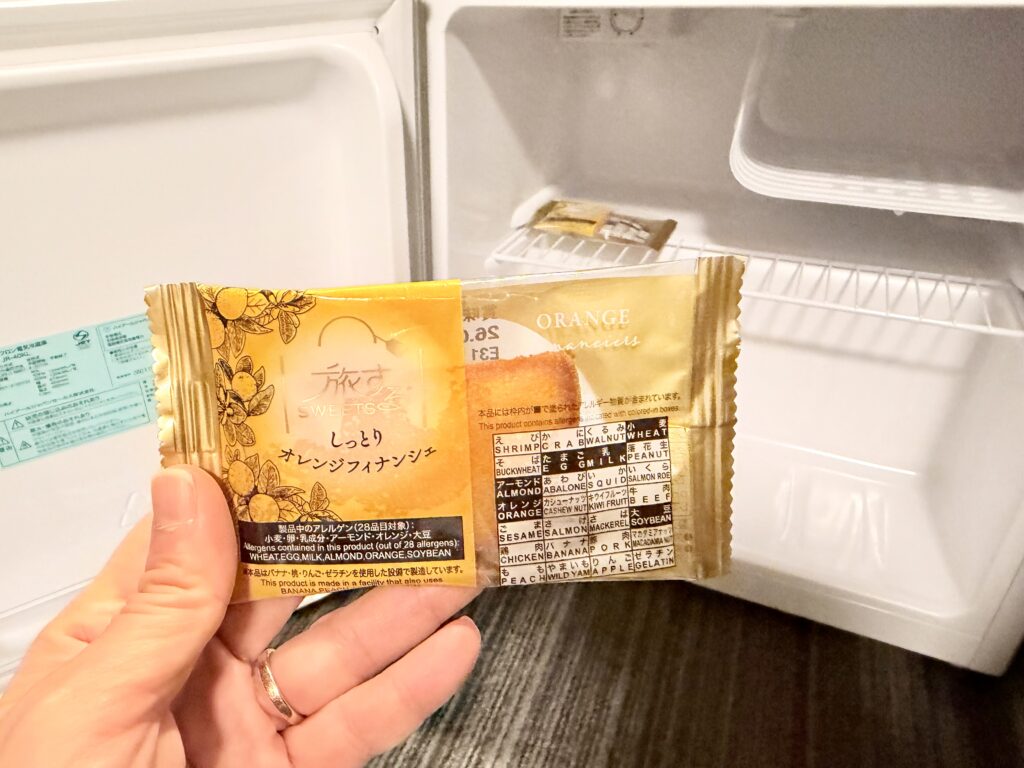 旅する
SWEETS
しっとり
オレンジフィナンシェ
製品中のアレルゲン(28品目対象):
小麦・卵・乳成分・アーモンド・オレンジ・大豆
Allergens contained in this product (out of 28 allergens):
WHEAT,EGG,MILK,ALMOND,ORANGE,SOYBEAN
本品はバナナ・桃・りんご・ゼラチンを使用した設備で製造しています。
This product is made in a facility that also uses
ORANGE
本品には枠内が■で塗られたアレルギー物質が含まれています。
This product contains allergens indicated with colored-in boxes.
えび かに くるみ 小麦
SHRIMP CRAB WALNUT WHEAT
そば たまご 乳 落花生
BUCKWHEAT EGG MILK PEANUT
アーモンド あわび いか いくら
ALMOND ABALONE SQUID SALMON ROE
オレンジ カシューナッツ キウイフルーツ 牛肉
ORANGE CASHEW NUT KIWI FRUIT BEEF
ごま さけ さば 大豆
SESAME SALMON MACKEREL SOYBEAN
鶏肉 バナナ 豚肉 マカダミアナッツ
CHICKEN BANANA PORK MACADAMIA NUT
もも やまいも りんご ゼラチン
PEACH WILD YAM APPLE GELATIN
JR-40K